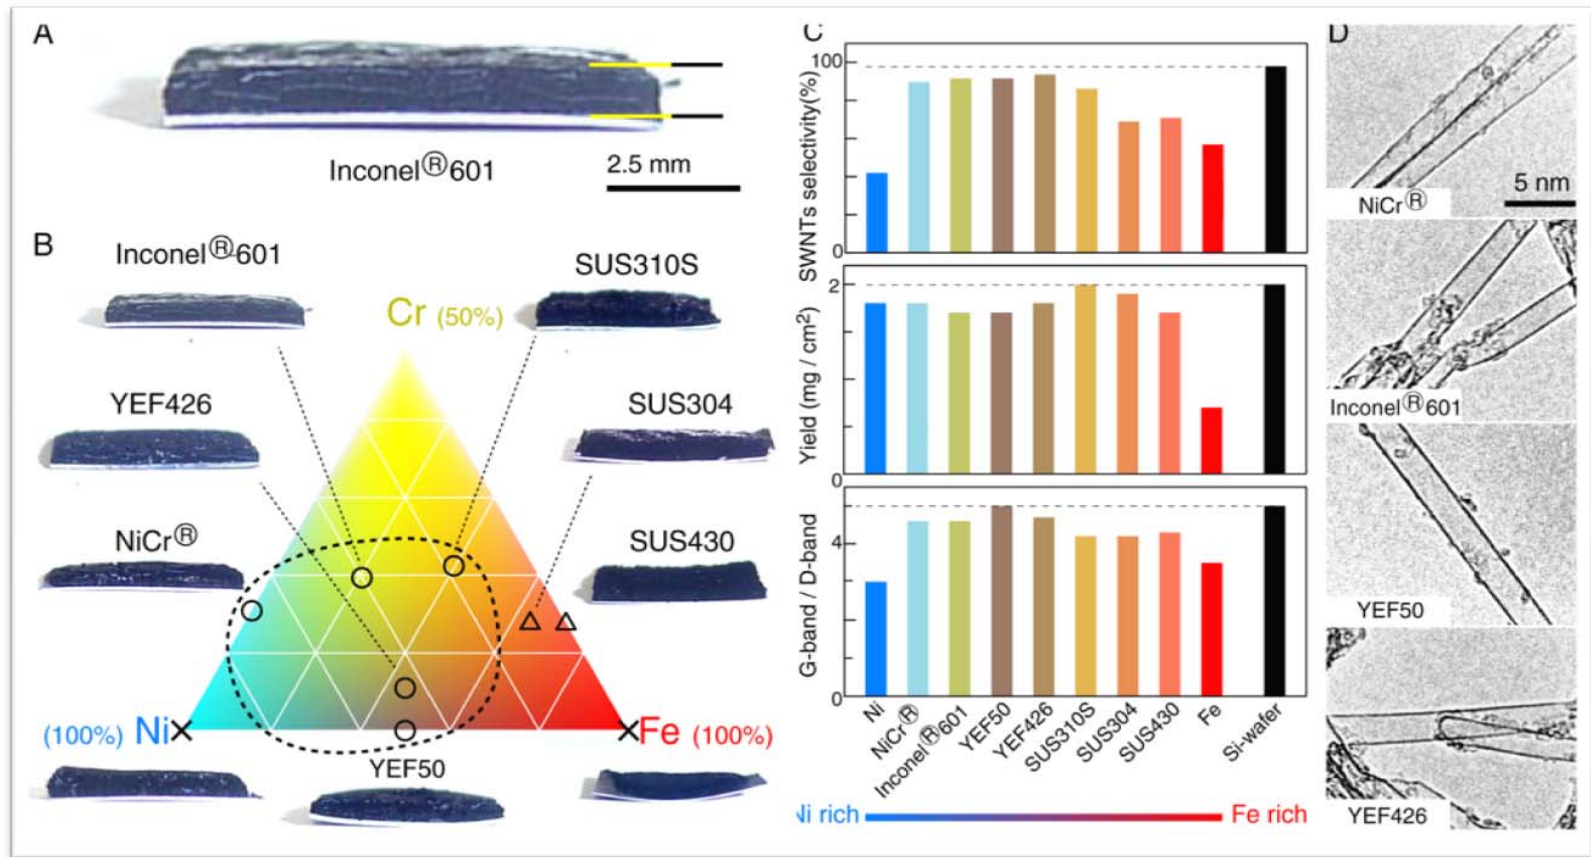 A
Inconel®601
2.5 mm
B
Inconel®601
SUS310S
Cr (50%)
YEF426
SUS304
NiCr®
SUS430
(100%) Ni
Fe (100%)
YEF50
C
SWNTs selectivity(%)
100
0
Yield (mg / cm²)
2
0
G-band / D-band
4
0
Ni
NiCr®
Inconel®601
YEF50
YEF426
SUS310S
SUS304
SUS430
Fe
Si-wafer
Ni rich
Fe rich
D
NiCr®
5 nm
Inconel®601
YEF50
YEF426